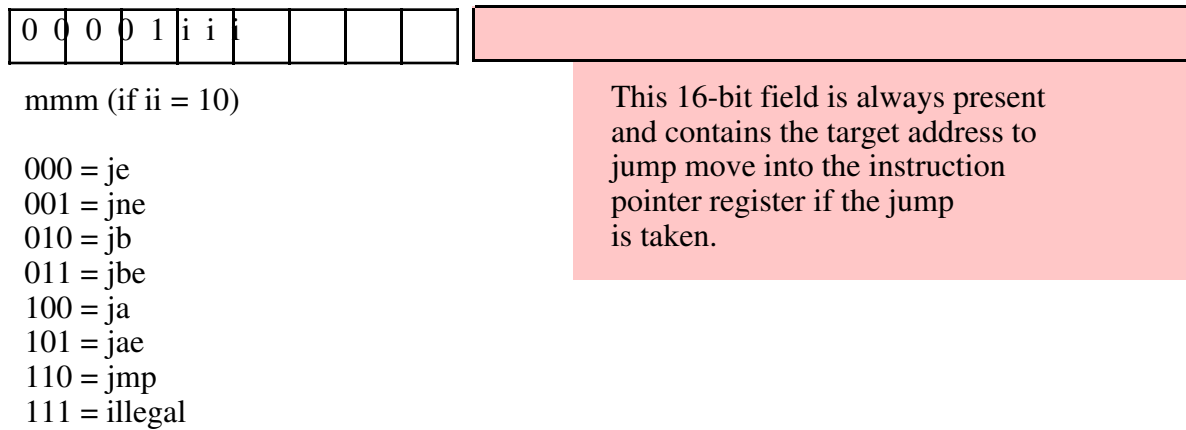 0 0 0 0 1 i i i
mmm (if ii = 10)
000 = je
001 = jne
010 = jb
011 = jbe
100 = ja
101 = jae
110 = jmp
111 = illegal
This 16-bit field is always present
and contains the target address to
jump move into the instruction
pointer register if the jump
is taken.